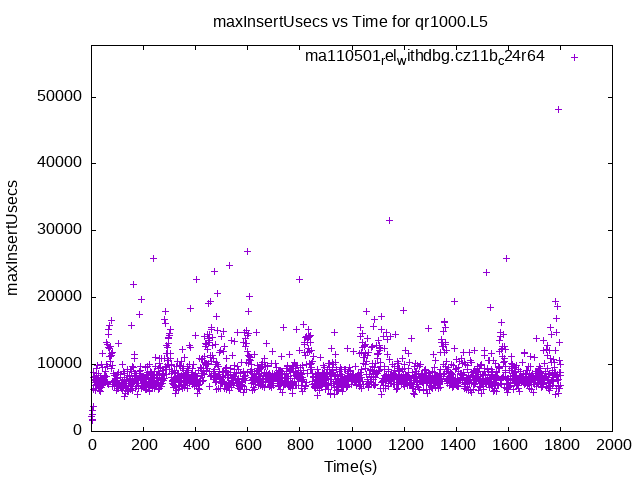 maxInsertUsecs vs Time for qr1000.L5
ma110501_rel_withdbg.cz11b_c24r64
50000
40000
30000
20000
10000
0
maxInsertUsecs
0 200 400 600 800 1000 1200 1400 1600 1800 2000
Time(s)